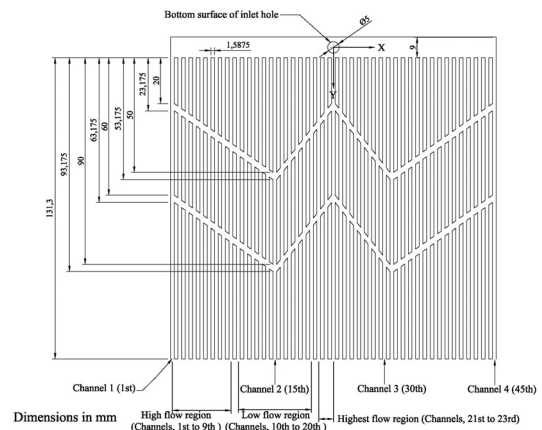 Bottom surface of inlet hole
Ø5
1,5875
X
9
Y
20
23,175
50
53,175
60
63,175
90
93,175
131,3
Channel 1 (1st)
Channel 2 (15th)
Channel 3 (30th)
Channel 4 (45th)
Dimensions in mm
High flow region
(Channels, 1st to 9th )
Low flow region
(Channels, 10th to 20th )
Highest flow region (Channels, 21st to 23rd )